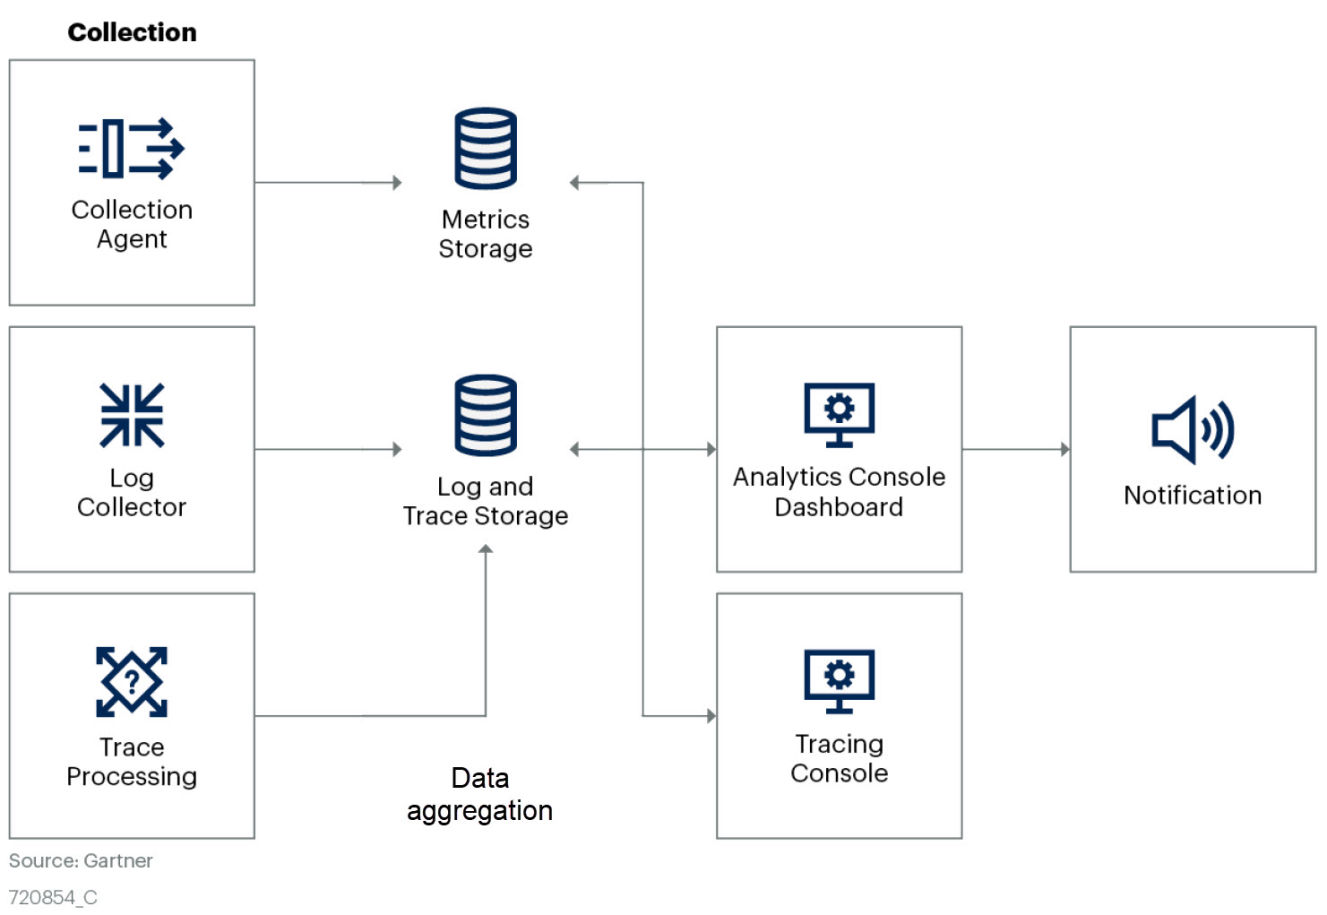 Collection
Collection
Agent
Metrics
Storage
Log
Collector
Log and
Trace Storage
Analytics Console
Dashboard
Notification
?
Trace
Processing
Data
aggregation
Tracing
Console
Source: Gartner
720854_C